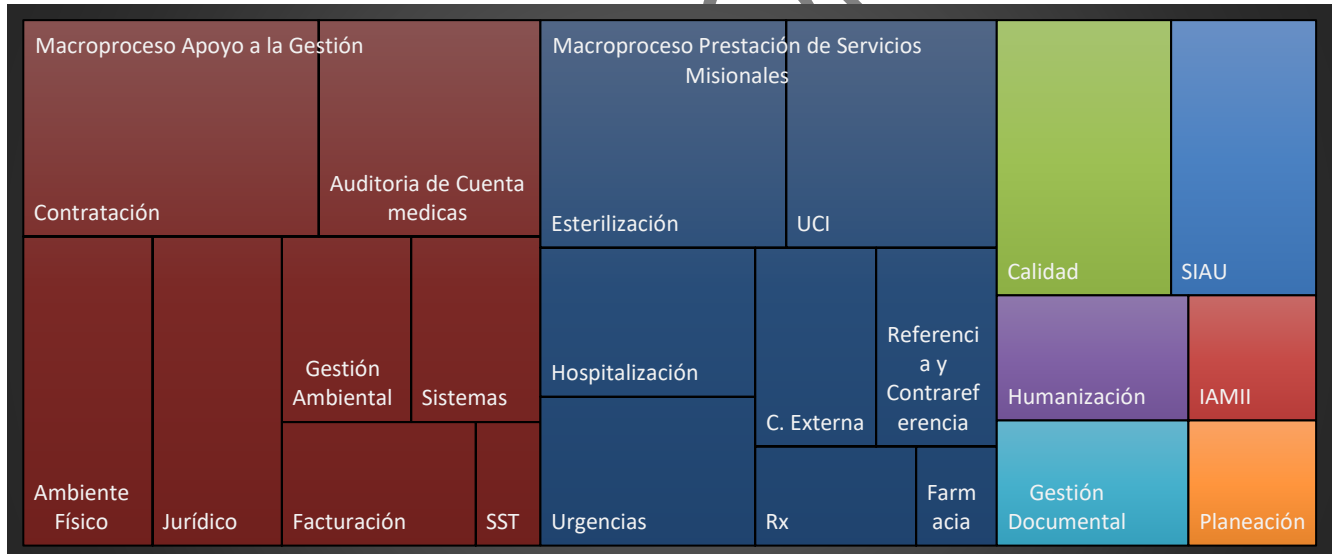 Macroproceso Apoyo a la Gestión
Contratación
Auditoria de Cuenta
medicas
Ambiente
Físico
Jurídico
Gestión
Ambiental
Sistemas
Facturación
SST
Macroproceso Prestación de Servicios
Misionales
Esterilización
UCI
Hospitalización
C. Externa
Referenci
a y
Contraref
erencia
Urgencias
Rx
Farm
acia
Calidad
SIAU
Humanización
IAMII
Gestión
Documental
Planeación